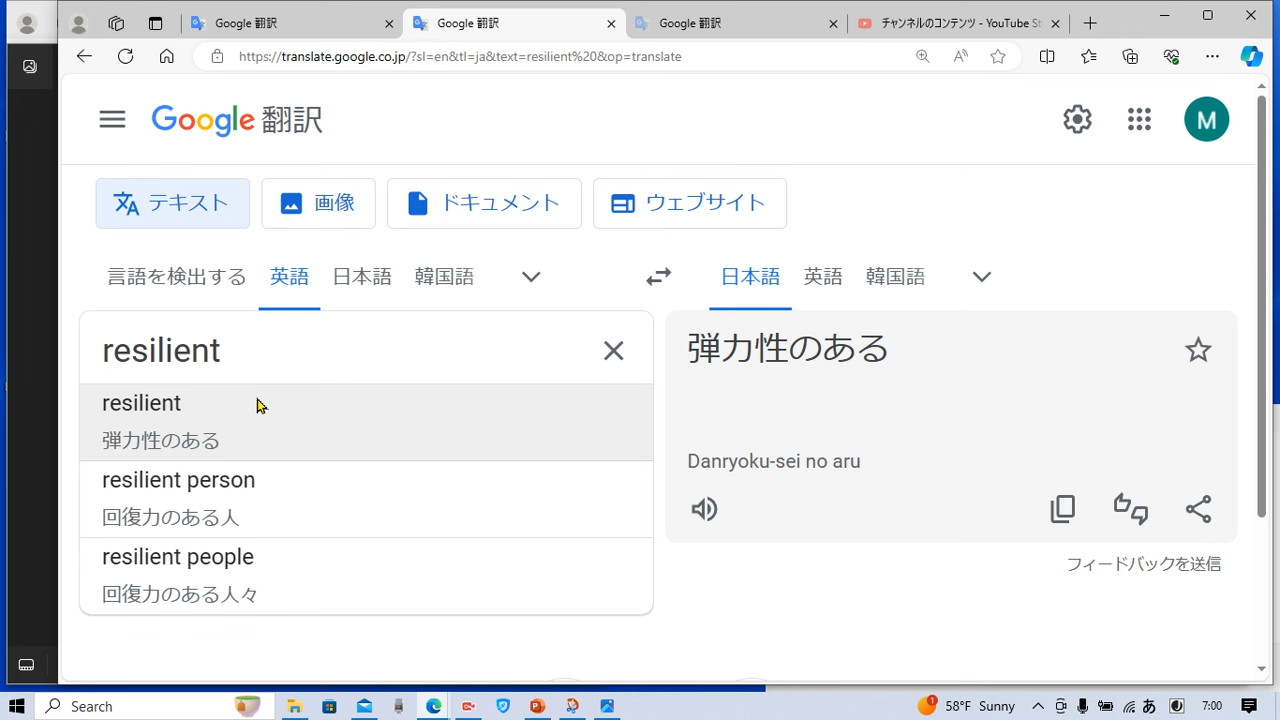 Google 翻訳
Google 翻訳
Google 翻訳
チャンネルのコンテンツ - YouTube St
https://translate.google.co.jp/?sl=en&tl=ja&text=resilient%20&op=translate
Google 翻訳
M
テキスト
画像
ドキュメント
ウェブサイト
言語を検出する
英語
日本語
韓国語
日本語
英語
韓国語
resilient
resilient
弾力性のある
resilient person
回復力のある人
resilient people
回復力のある人々
弾力性のある
Danryoku-sei no aru
フィードバックを送信
Search
1
58°F Sunny
あ
7:00